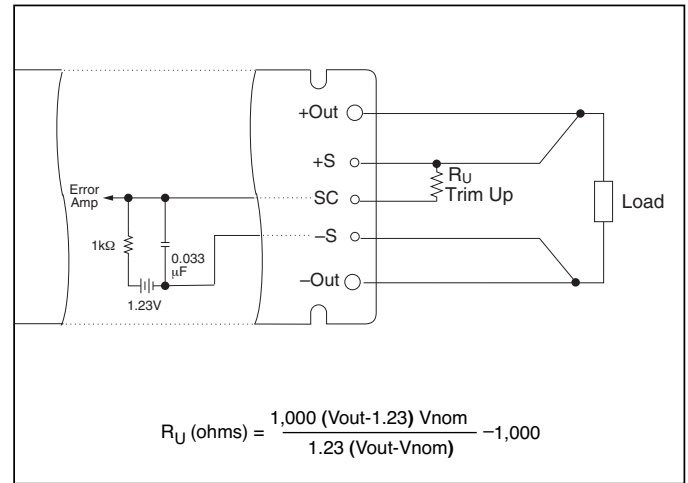 +Out
+S
RU
Trim Up
Error
Amp
SC
Load
–S
1kΩ
0.033
µF
–Out
1.23V
RU (ohms) = 1,000 (Vout-1.23) Vnom
1.23 (Vout-Vnom)
–1,000